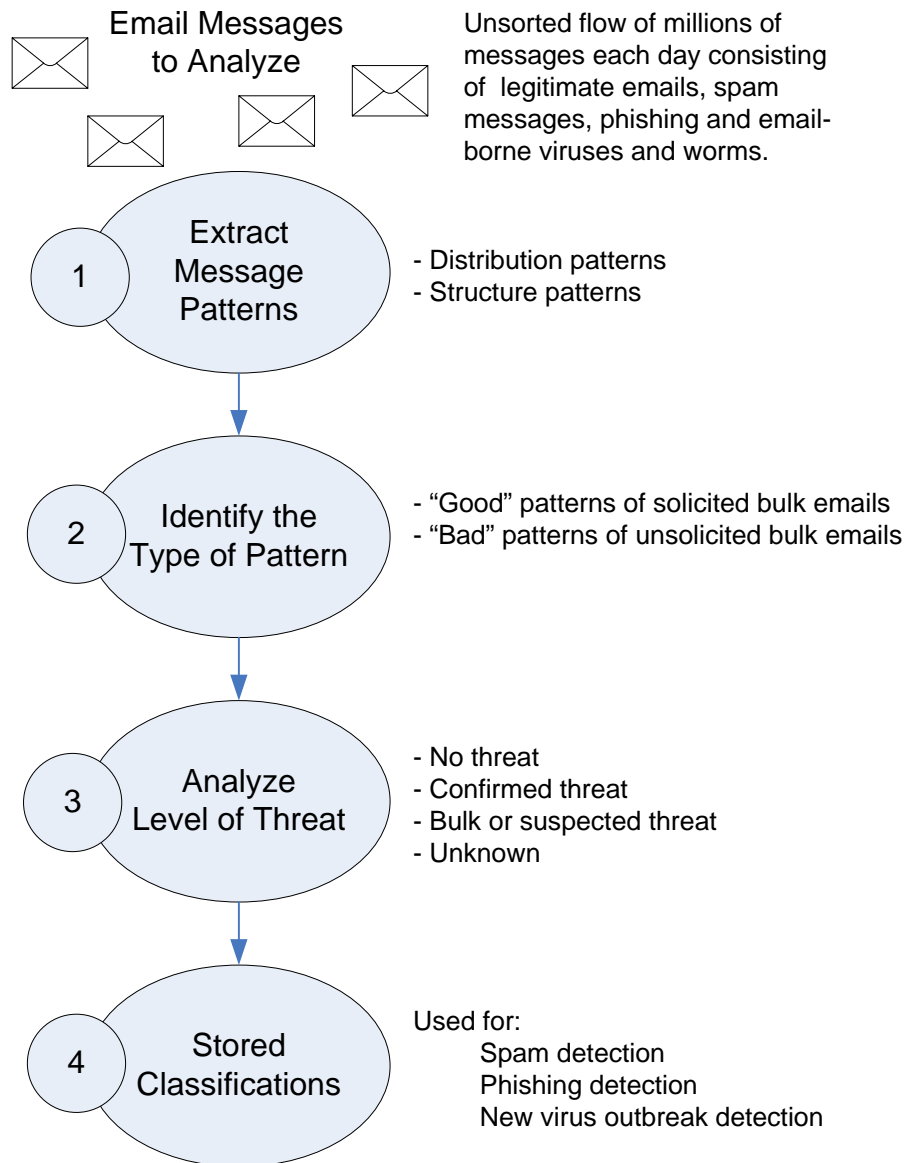 Email Messages
to Analyze
Unsorted flow of millions of
messages each day consisting
of legitimate emails, spam
messages, phishing and email-
borne viruses and worms.
1
Extract
Message
Patterns
- Distribution patterns
- Structure patterns
2
Identify the
Type of Pattern
- “Good” patterns of solicited bulk emails
- “Bad” patterns of unsolicited bulk emails
3
Analyze
Level of Threat
- No threat
- Confirmed threat
- Bulk or suspected threat
- Unknown
4
Stored
Classifications
Used for:
Spam detection
Phishing detection
New virus outbreak detection